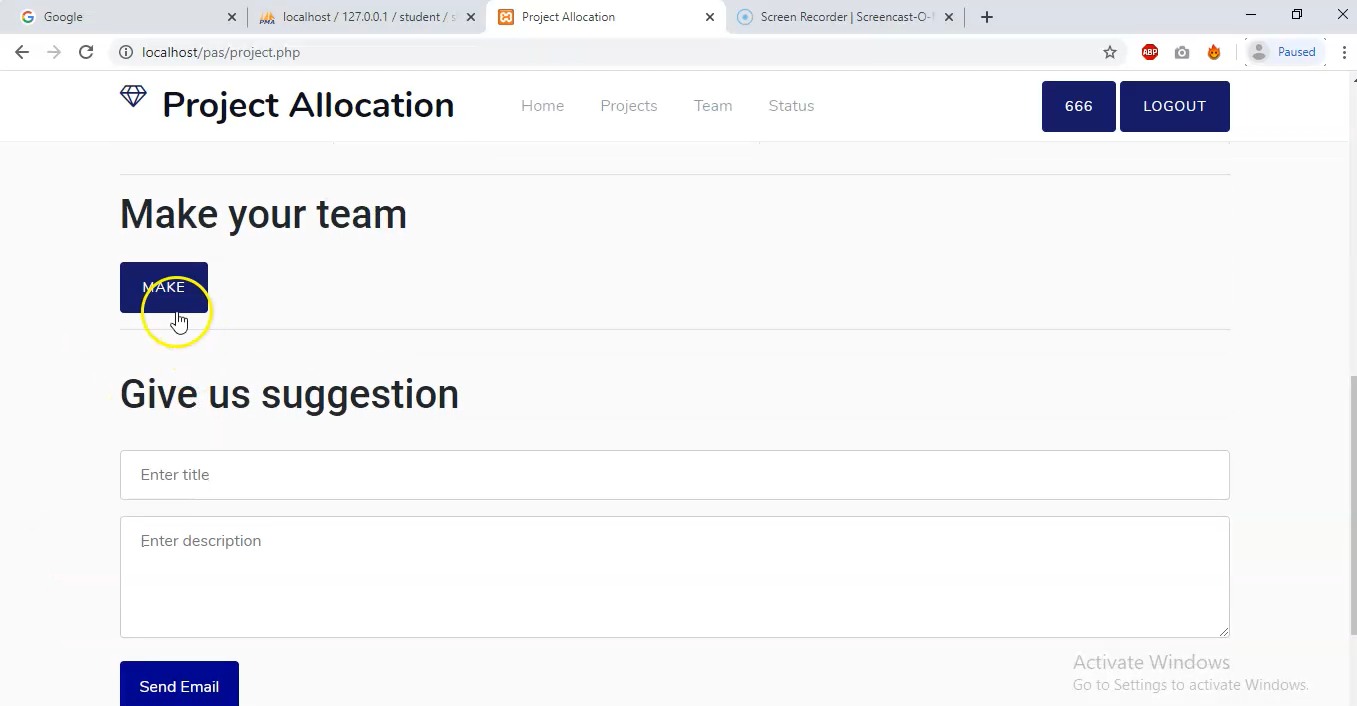 Google
localhost / 127.0.0.1 / student / s
Project Allocation
Screen Recorder | Screencast-O-
localhost/pas/project.php
ABP
Paused
Project Allocation
Home
Projects
Team
Status
666
LOGOUT
Make your team
MAKE
Give us suggestion
Enter title
Enter description
Send Email
Activate Windows
Go to Settings to activate Windows.